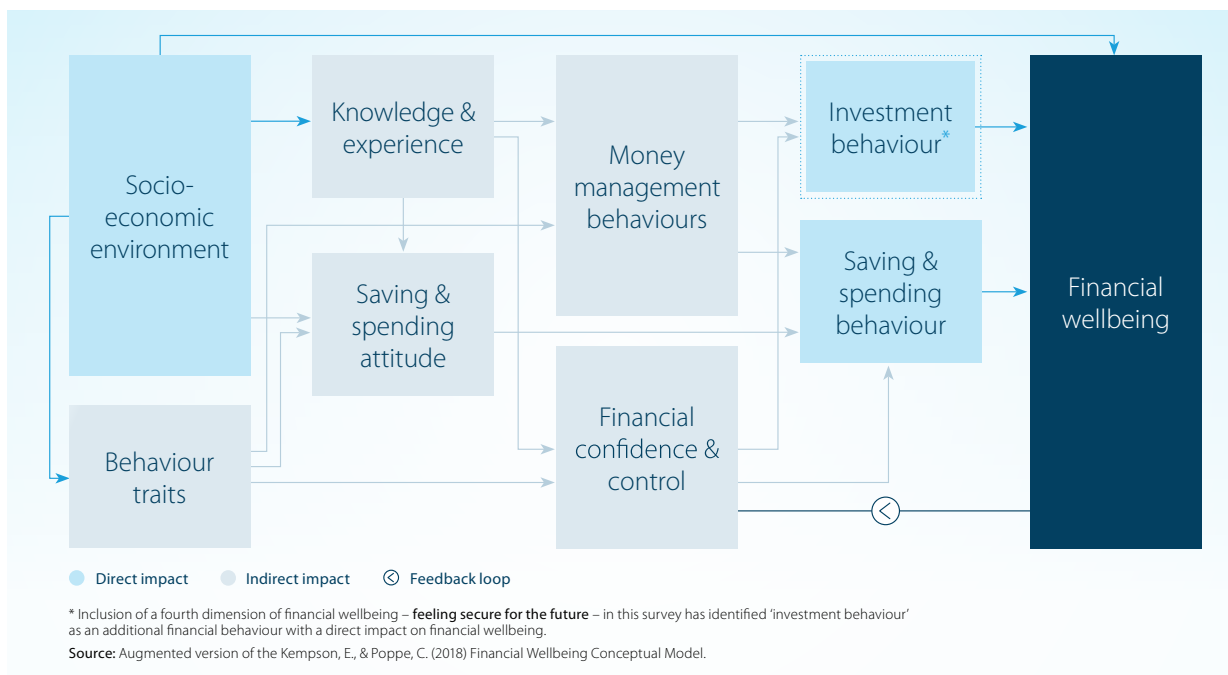 Socio-
economic
environment
Behaviour
traits
Knowledge &
experience
Saving &
spending
attitude
Money
management
behaviours
Financial
confidence &
control
Investment
behaviour*
Saving &
spending
behaviour
Financial
wellbeing
Direct impact
Indirect impact
Feedback loop
* Inclusion of a fourth dimension of financial wellbeing – feeling secure for the future – in this survey has identified ‘investment behaviour’
as an additional financial behaviour with a direct impact on financial wellbeing.
Source: Augmented version of the Kempson, E., & Poppe, C. (2018) Financial Wellbeing Conceptual Model.